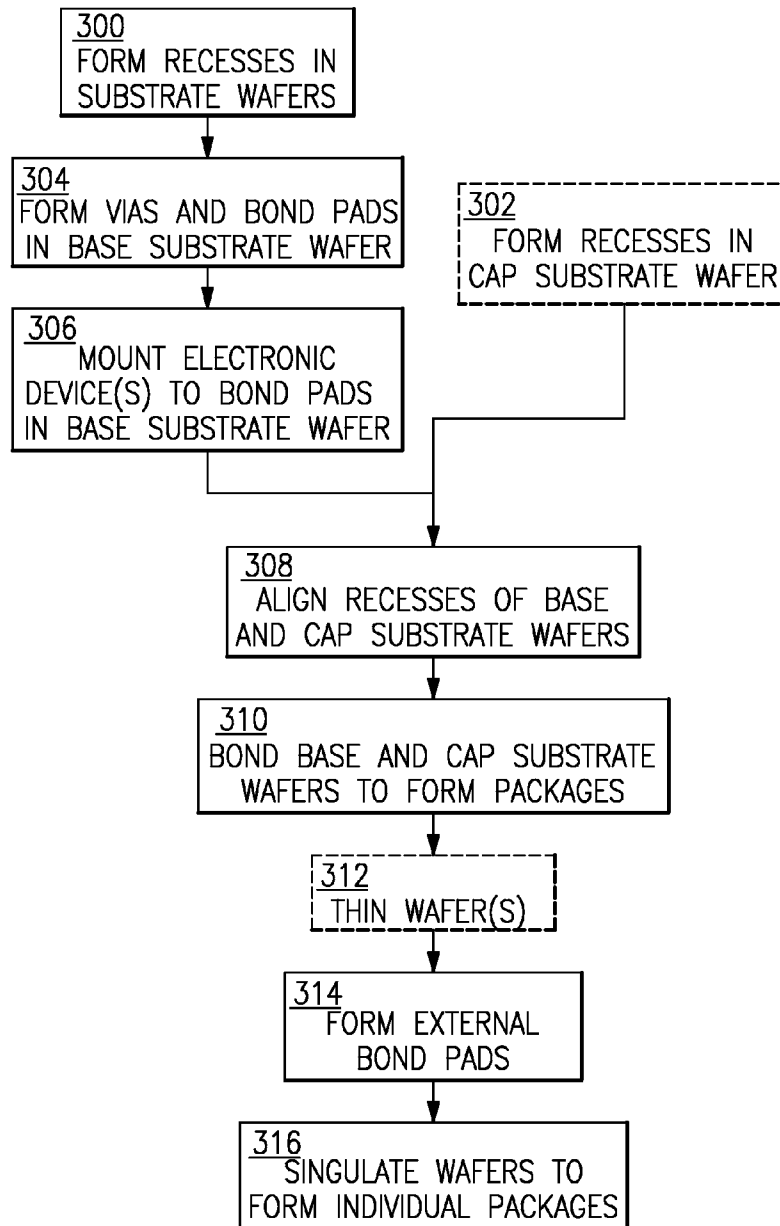 300
FORM RECESSES IN
SUBSTRATE WAFERS
304
FORM VIAS AND BOND PADS
IN BASE SUBSTRATE WAFER
302
FORM RECESSES IN
CAP SUBSTRATE WAFER
306
MOUNT ELECTRONIC
DEVICE(S) TO BOND PADS
IN BASE SUBSTRATE WAFER
308
ALIGN RECESSES OF BASE
AND CAP SUBSTRATE WAFERS
310
BOND BASE AND CAP SUBSTRATE
WAFERS TO FORM PACKAGES
312
THIN WAFER(S)
314
FORM EXTERNAL
BOND PADS
316
SINGULATE WAFERS TO
FORM INDIVIDUAL PACKAGES